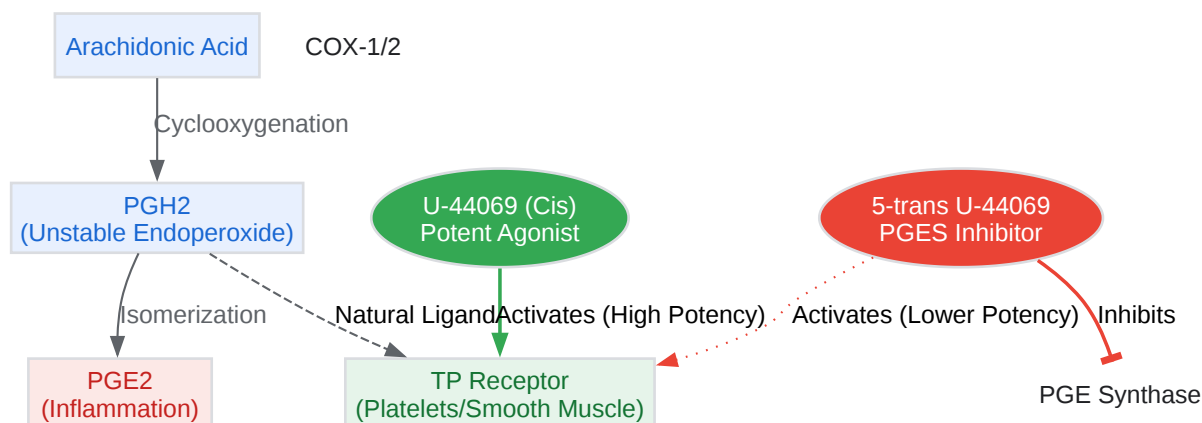 Arachidonic Acid
COX-1/2
Cyclooxygenation
PGH2
(Unstable Endoperoxide)
U-44069 (Cis)
Potent Agonist
5-trans U-44069
PGES Inhibitor
Isomerization
Natural Ligand
Activates (High Potency)
Activates (Lower Potency)
Inhibits
PGE2
(Inflammation)
TP Receptor
(Platelets/Smooth Muscle)
PGE Synthase